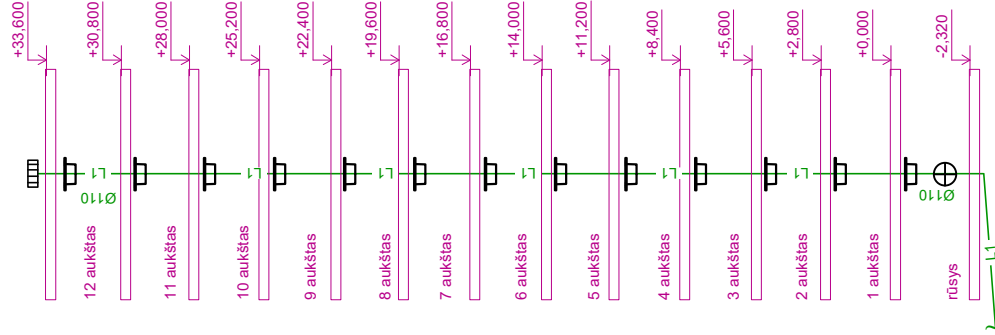 +33,600
+30,800
+28,000
+25,200
+22,400
+19,600
+16,800
+14,000
+11,200
+8,400
+5,600
+2,800
+0,000
-2,320
L1
L1
L1
L1
L1
L1
L1
Ø110
Ø110
12 aukštas
11 aukštas
10 aukštas
9 aukštas
8 aukštas
7 aukštas
6 aukštas
5 aukštas
4 aukštas
3 aukštas
2 aukštas
1 aukštas
rūsys
L1